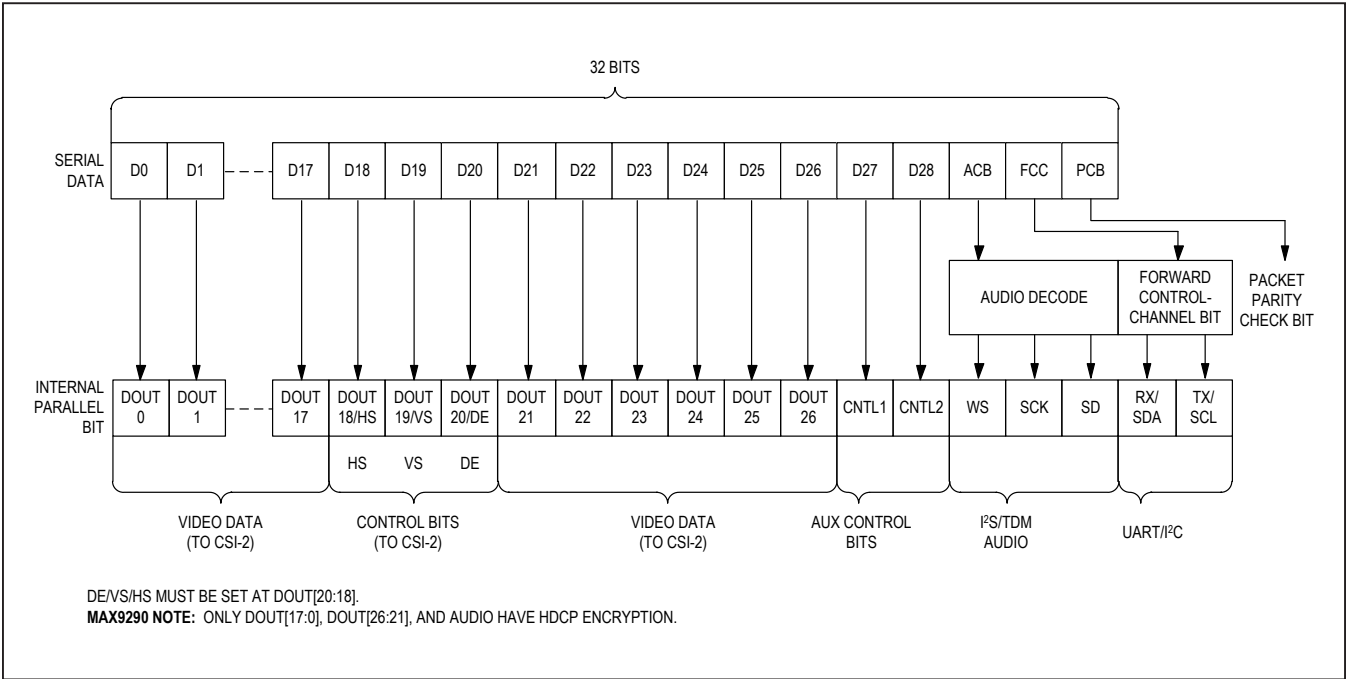 32 BITS
SERIAL
DATA
D0 D1 D17 D18 D19 D20 D21 D22 D23 D24 D25 D26 D27 D28 ACB FCC PCB
AUDIO DECODE
FORWARD
CONTROL-
CHANNEL BIT
PACKET
PARITY
CHECK BIT
INTERNAL
PARALLEL
BIT
DOUT DOUT DOUT DOUT DOUT DOUT DOUT DOUT DOUT DOUT DOUT DOUT CNTL1 CNTL2 WS SCK SD RX/ TX/
0 1 17 18/HS 19/VS 20/DE 21 22 23 24 25 26 SDA SCL
HS VS DE
VIDEO DATA
(TO CSI-2)
CONTROL BITS
(TO CSI-2)
VIDEO DATA
(TO CSI-2)
AUX CONTROL
BITS
I²S/TDM
AUDIO
UART/I²C
DE/VS/HS MUST BE SET AT DOUT[20:18].
MAX9290 NOTE: ONLY DOUT[17:0], DOUT[26:21], AND AUDIO HAVE HDCP ENCRYPTION.